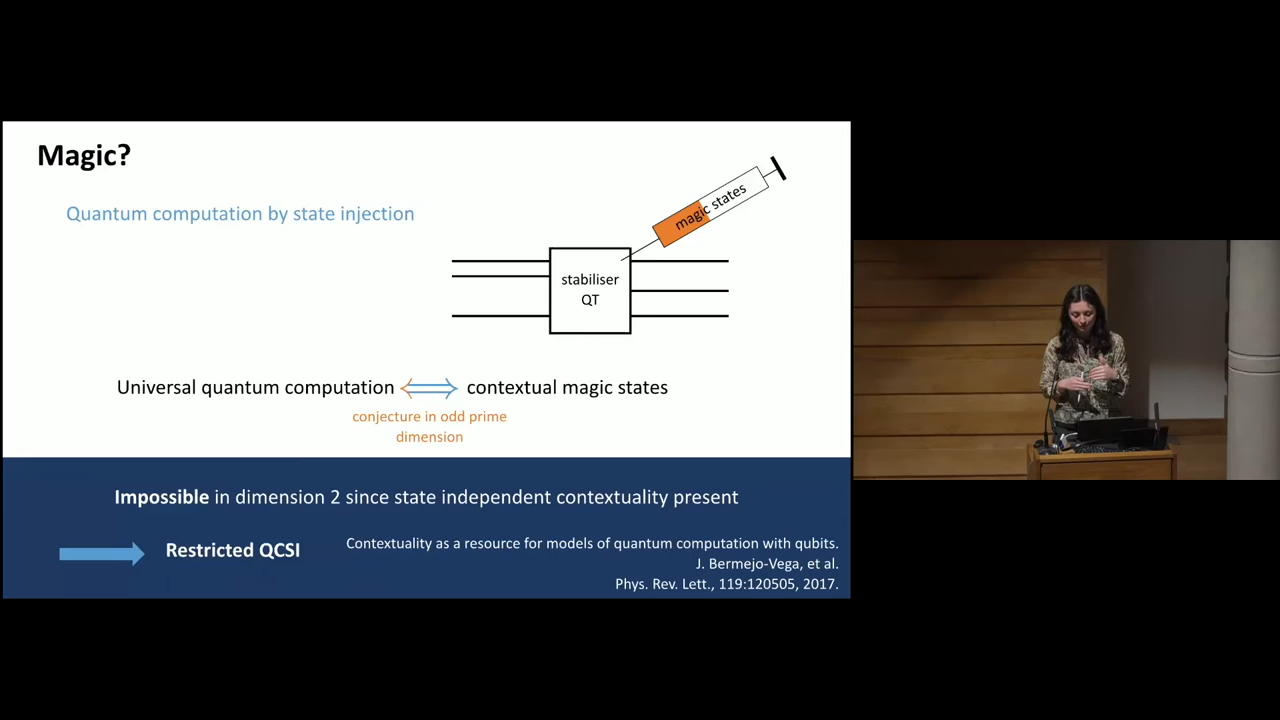 Magic?
Quantum computation by state injection
magic states
stabiliser
QT
Universal quantum computation
contextual magic states
conjecture in odd prime
dimension
Impossible in dimension 2 since state independent contextuality present
Restricted QCSI
Contextuality as a resource for models of quantum computation with qubits.
J. Bermejo-Vega, et al.
Phys. Rev. Lett., 119:120505, 2017.